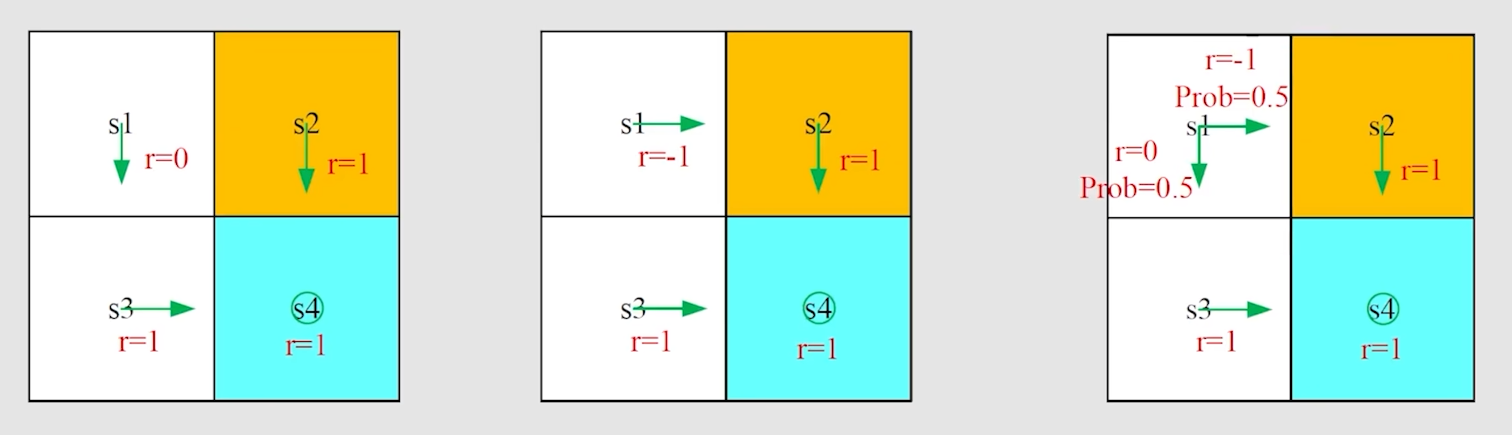 s1
r=0
s2
r=1
s3
r=1
s4
r=1
s1
r=-1
s2
r=1
s3
r=1
s4
r=1
r=-1
Prob=0.5
s1
r=0
Prob=0.5
s2
r=1
s3
r=1
s4
r=1